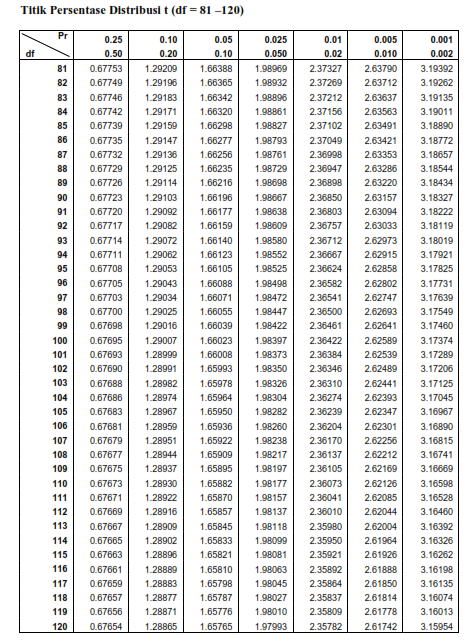 Titik Persentase Distribusi t (df = 81 –120)
Pr 0.25 0.10 0.05 0.025 0.01 0.005 0.001
df 0.50 0.20 0.10 0.050 0.02 0.010 0.002
81 0.67753 1.29209 1.66388 1.98969 2.37327 2.63790 3.19392
82 0.67749 1.29196 1.66365 1.98932 2.37269 2.63712 3.19262
83 0.67746 1.29183 1.66342 1.98896 2.37212 2.63637 3.19135
84 0.67742 1.29171 1.66320 1.98861 2.37156 2.63563 3.19011
85 0.67739 1.29159 1.66298 1.98827 2.37102 2.63491 3.18890
86 0.67735 1.29147 1.66277 1.98793 2.37049 2.63421 3.18772
87 0.67732 1.29136 1.66256 1.98761 2.36998 2.63353 3.18657
88 0.67729 1.29125 1.66235 1.98729 2.36947 2.63286 3.18544
89 0.67726 1.29114 1.66216 1.98698 2.36898 2.63220 3.18434
90 0.67723 1.29103 1.66196 1.98667 2.36850 2.63157 3.18327
91 0.67720 1.29092 1.66177 1.98638 2.36803 2.63094 3.18222
92 0.67717 1.29082 1.66159 1.98609 2.36757 2.63033 3.18119
93 0.67714 1.29072 1.66140 1.98580 2.36712 2.62973 3.18019
94 0.67711 1.29062 1.66123 1.98552 2.36667 2.62915 3.17921
95 0.67708 1.29053 1.66105 1.98525 2.36624 2.62858 3.17825
96 0.67705 1.29043 1.66088 1.98498 2.36582 2.62802 3.17731
97 0.67703 1.29034 1.66071 1.98472 2.36541 2.62747 3.17639
98 0.67700 1.29025 1.66055 1.98447 2.36500 2.62693 3.17549
99 0.67698 1.29016 1.66039 1.98422 2.36461 2.62641 3.17460
100 0.67695 1.29007 1.66023 1.98397 2.36422 2.62589 3.17374
101 0.67693 1.28999 1.66008 1.98373 2.36384 2.62539 3.17289
102 0.67690 1.28991 1.65993 1.98350 2.36346 2.62489 3.17206
103 0.67688 1.28982 1.65978 1.98326 2.36310 2.62441 3.17125
104 0.67686 1.28974 1.65964 1.98304 2.36274 2.62393 3.17045
105 0.67683 1.28967 1.65950 1.98282 2.36239 2.62347 3.16967
106 0.67681 1.28959 1.65936 1.98260 2.36204 2.62301 3.16890
107 0.67679 1.28951 1.65922 1.98238 2.36170 2.62256 3.16815
108 0.67677 1.28944 1.65909 1.98217 2.36137 2.62212 3.16741
109 0.67675 1.28937 1.65895 1.98197 2.36105 2.62169 3.16669
110 0.67673 1.28930 1.65882 1.98177 2.36073 2.62126 3.16598
111 0.67671 1.28922 1.65870 1.98157 2.36041 2.62085 3.16528
112 0.67669 1.28916 1.65857 1.98137 2.36010 2.62044 3.16460
113 0.67667 1.28909 1.65845 1.98118 2.35980 2.62004 3.16392
114 0.67665 1.28902 1.65833 1.98099 2.35950 2.61964 3.16326
115 0.67663 1.28896 1.65821 1.98081 2.35921 2.61926 3.16262
116 0.67661 1.28889 1.65810 1.98063 2.35892 2.61888 3.16198
117 0.67659 1.28883 1.65798 1.98045 2.35864 2.61850 3.16135
118 0.67657 1.28877 1.65787 1.98027 2.35837 2.61814 3.16074
119 0.67656 1.28871 1.65776 1.98010 2.35809 2.61778 3.16013
120 0.67654 1.28865 1.65765 1.97993 2.35782 2.61742 3.15954